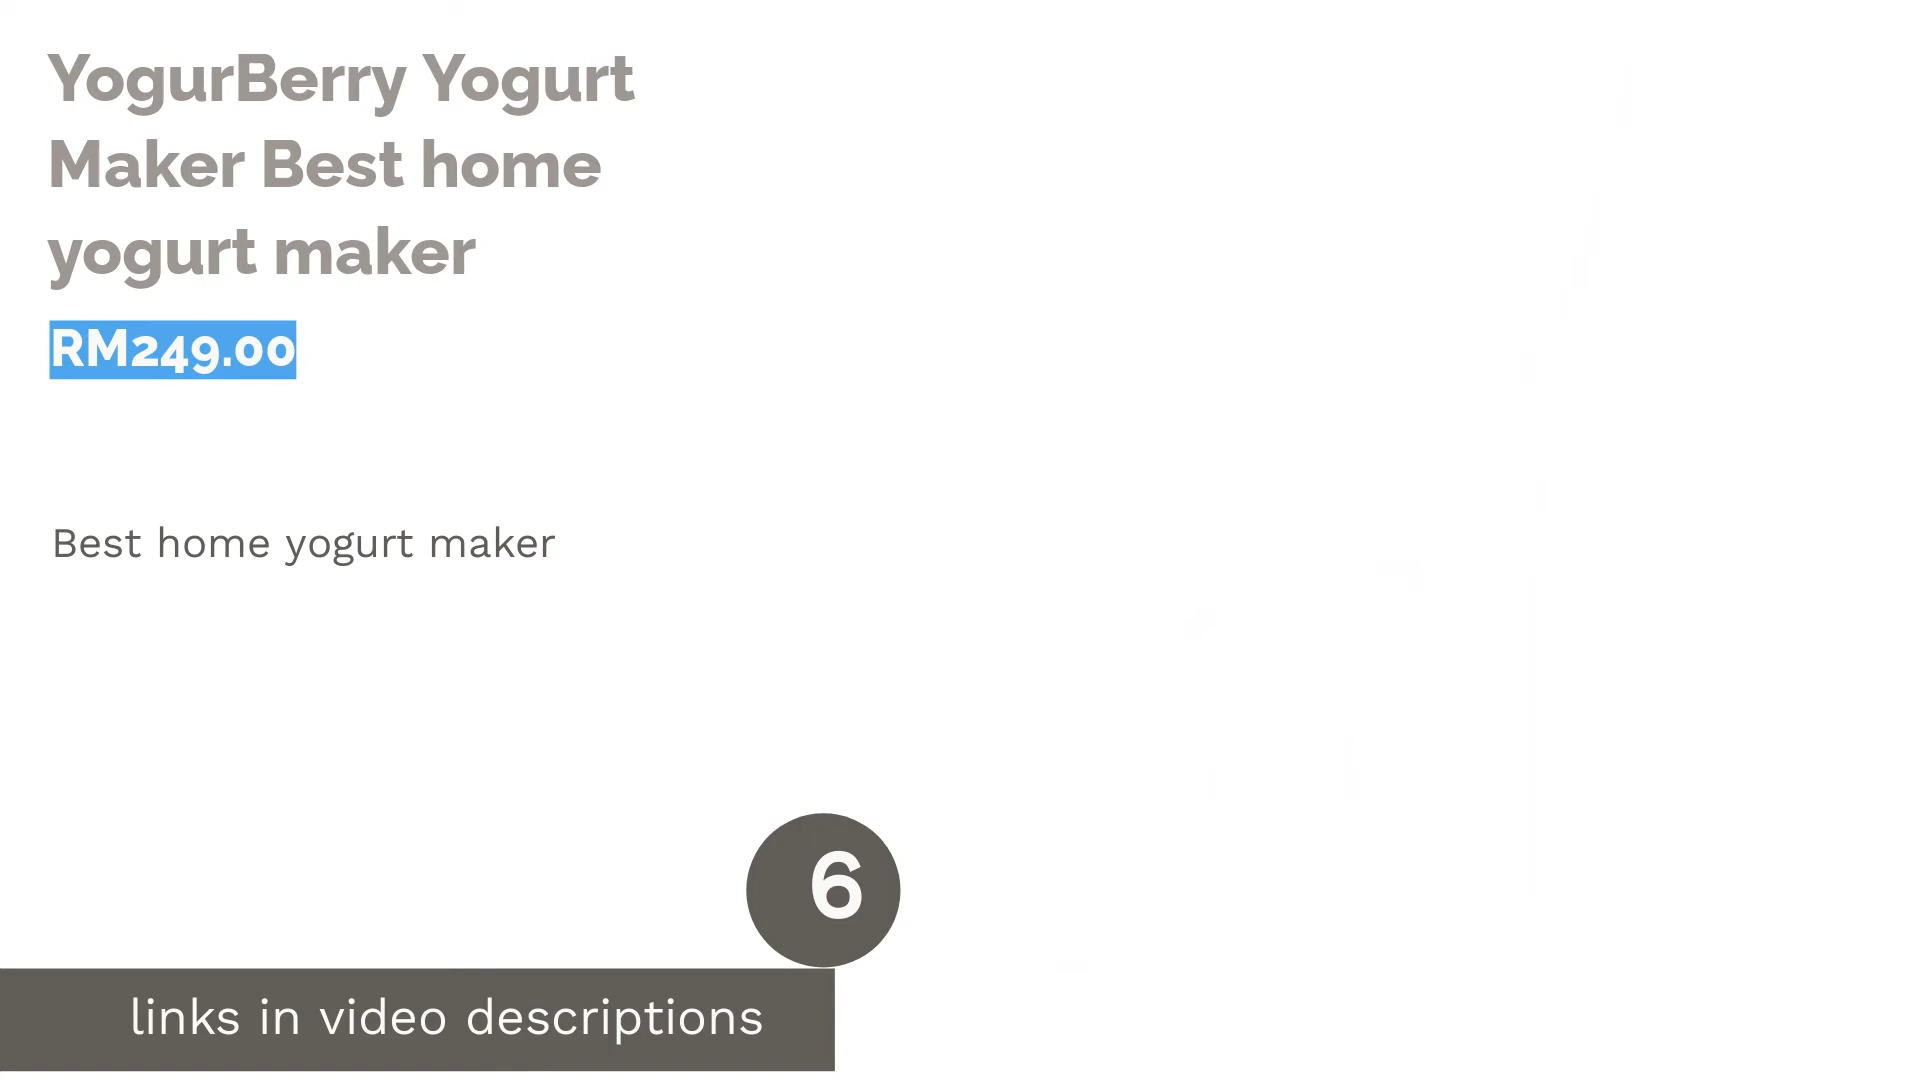 YogurBerry Yogurt
Maker Best home
yogurt maker
RM249.00
Best home yogurt maker
6
links in video descriptions